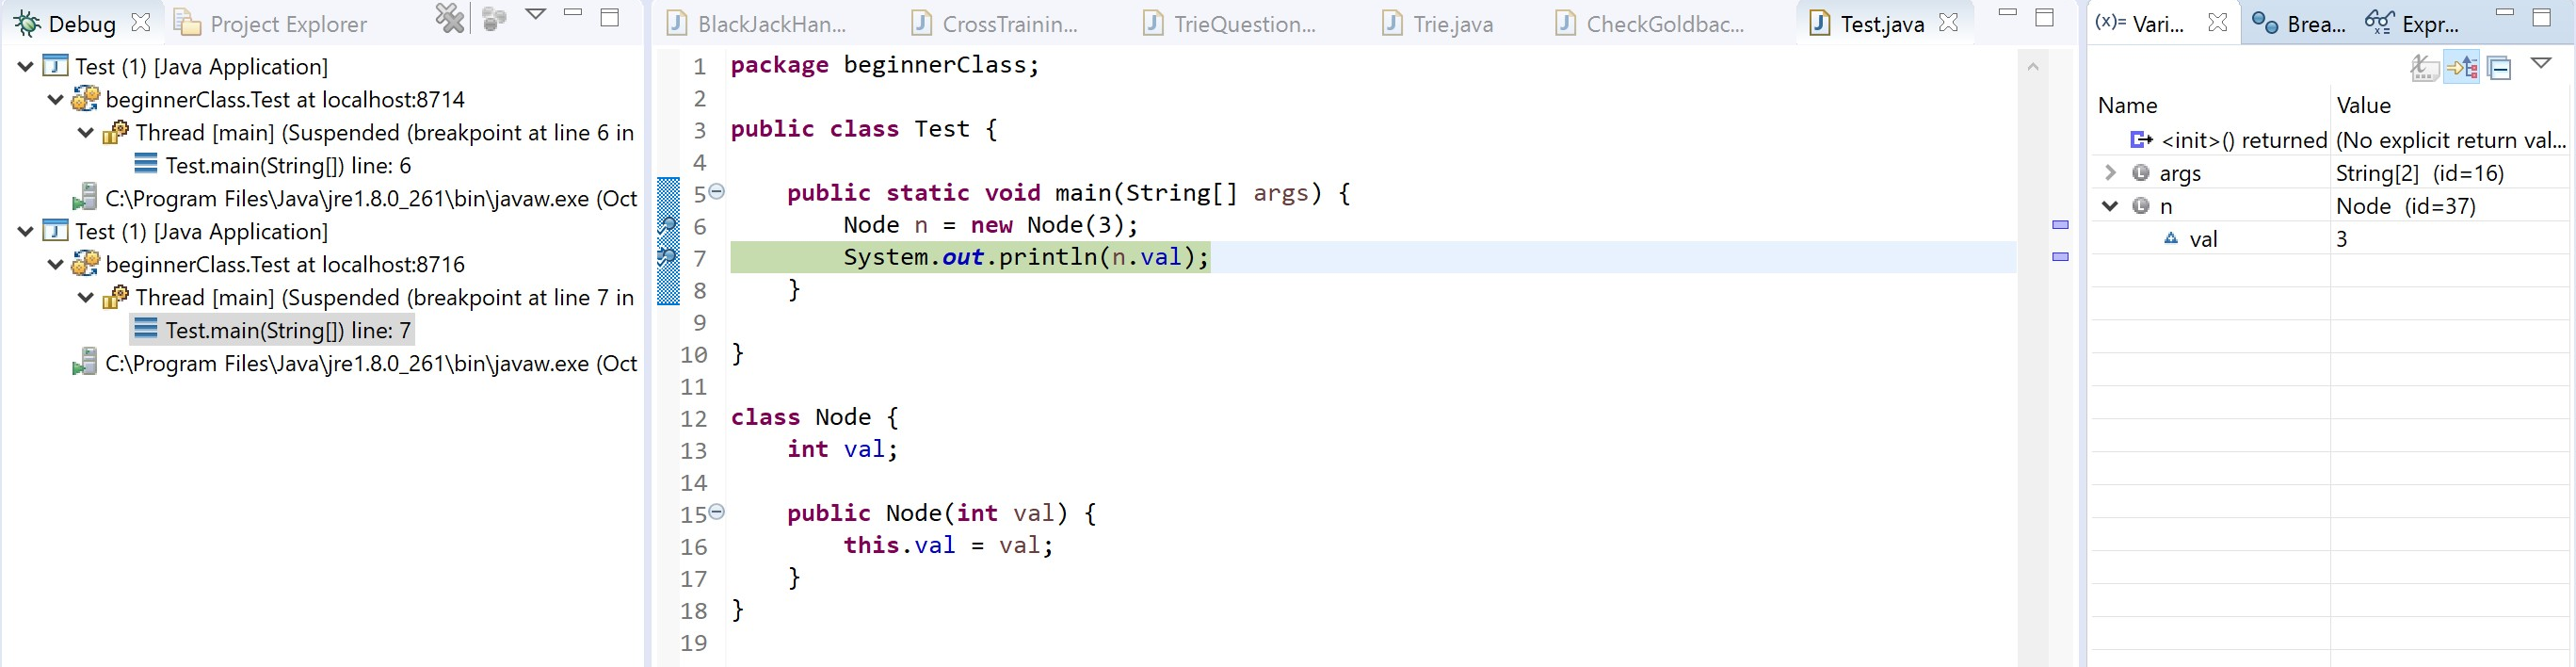 Debug
Project Explorer
Test (1) [Java Application]
beginnerClass.Test at localhost:8714
Thread [main] (Suspended (breakpoint at line 6 in
Test.main(String[]) line: 6
C:\Program Files\Java\jre1.8.0_261\bin\javaw.exe (Oct
Test (1) [Java Application]
beginnerClass.Test at localhost:8716
Thread [main] (Suspended (breakpoint at line 7 in
Test.main(String[]) line: 7
C:\Program Files\Java\jre1.8.0_261\bin\javaw.exe (Oct
BlackJackHan... CrossTrainin... TrieQuestion... Trie.java CheckGoldbac... Test.java
1 package beginnerClass;
2
3 public class Test {
4
5 public static void main(String[] args) {
6 Node n = new Node(3);
7 System.out.println(n.val);
8 }
9
10 }
11
12 class Node {
13 int val;
14
15 public Node(int val) {
16 this.val = val;
17 }
18 }
19
(x)= Vari... Brea... Expr...
Name Value
<init>() returned (No explicit return val...
args String[2] (id=16)
n Node (id=37)
val 3